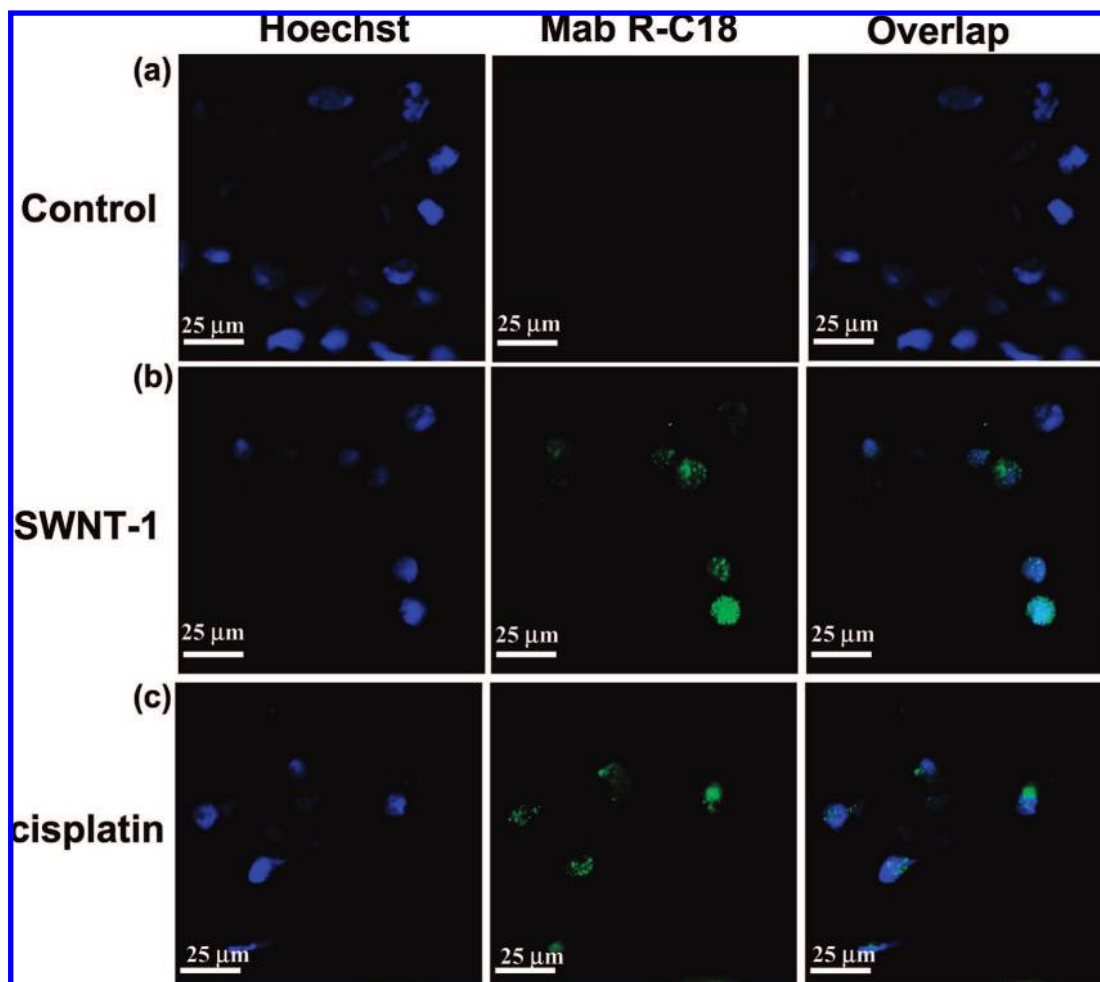 Hoechst Mab R-C18 Overlap
(a)
Control
25 μm 25 μm 25 μm
(b)
SWNT-1
25 μm 25 μm 25 μm
(c)
cisplatin
25 μm 25 μm 25 μm